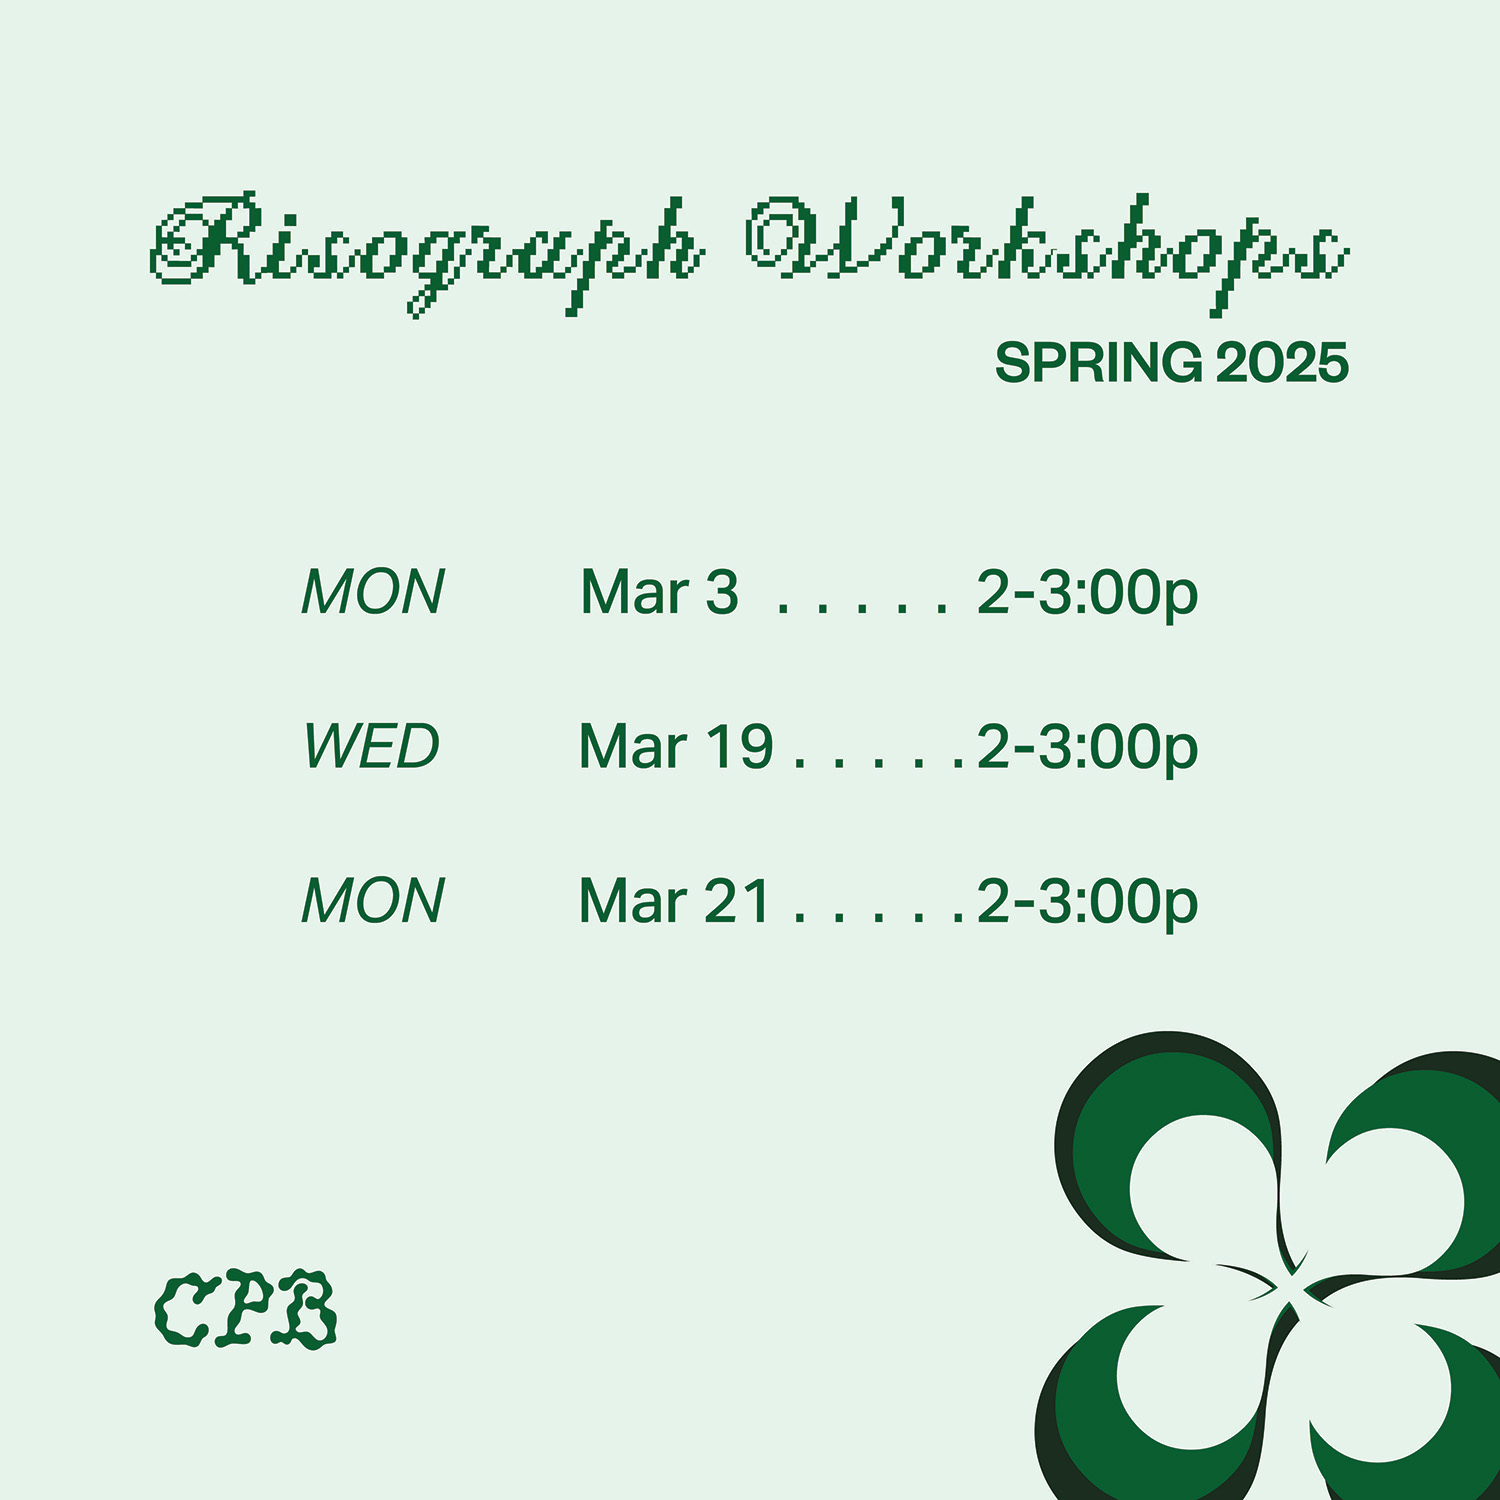 Risograph Workshops
SPRING 2025
MON Mar 3 . . . . . 2-3:00p
WED Mar 19 . . . . . 2-3:00p
MON Mar 21 . . . . . 2-3:00p
CPB